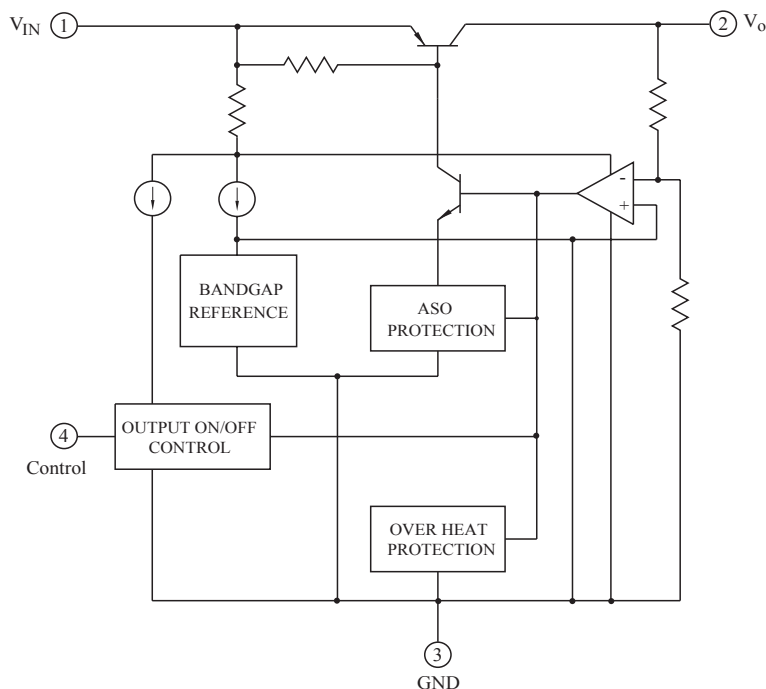 V_IN 1
2 V_o
-
+
BANDGAP
REFERENCE
ASO
PROTECTION
4
OUTPUT ON/OFF
CONTROL
Control
OVER HEAT
PROTECTION
3
GND